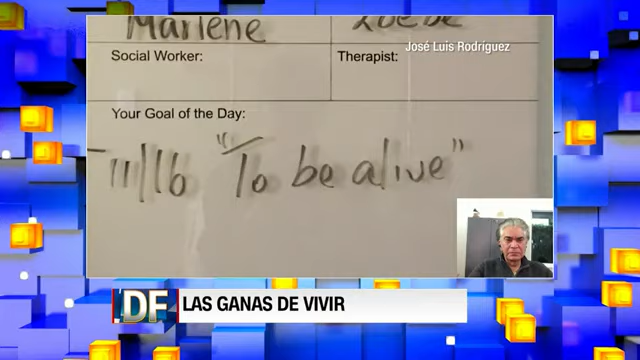 Marlene
José Luis Rodríguez
Social Worker:
Therapist:
Your Goal of the Day:
11/16 "To be alive"
DF LAS GANAS DE VIVIR